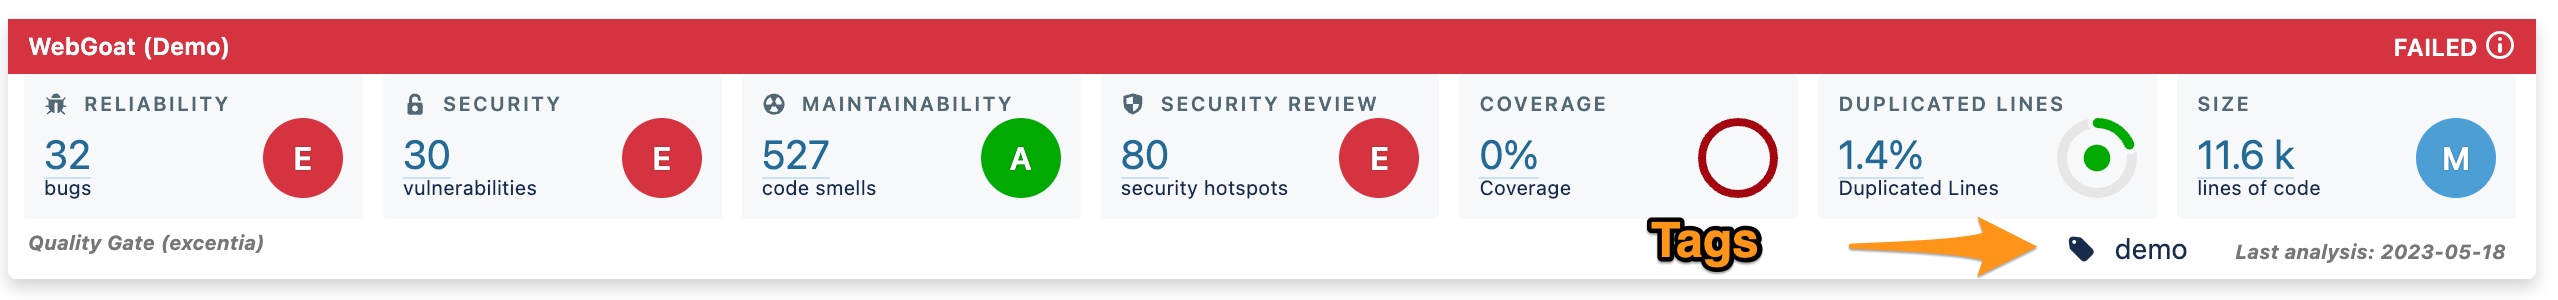 WebGoat (Demo)
FAILED
RELIABILITY
32
bugs
E
SECURITY
30
vulnerabilities
E
MAINTAINABILITY
527
code smells
A
SECURITY REVIEW
80
security hotspots
E
COVERAGE
0%
Coverage
DUPLICATED LINES
1.4%
Duplicated Lines
SIZE
11.6 k
lines of code
M
Quality Gate (excentia)
Tags
demo
Last analysis: 2023-05-18